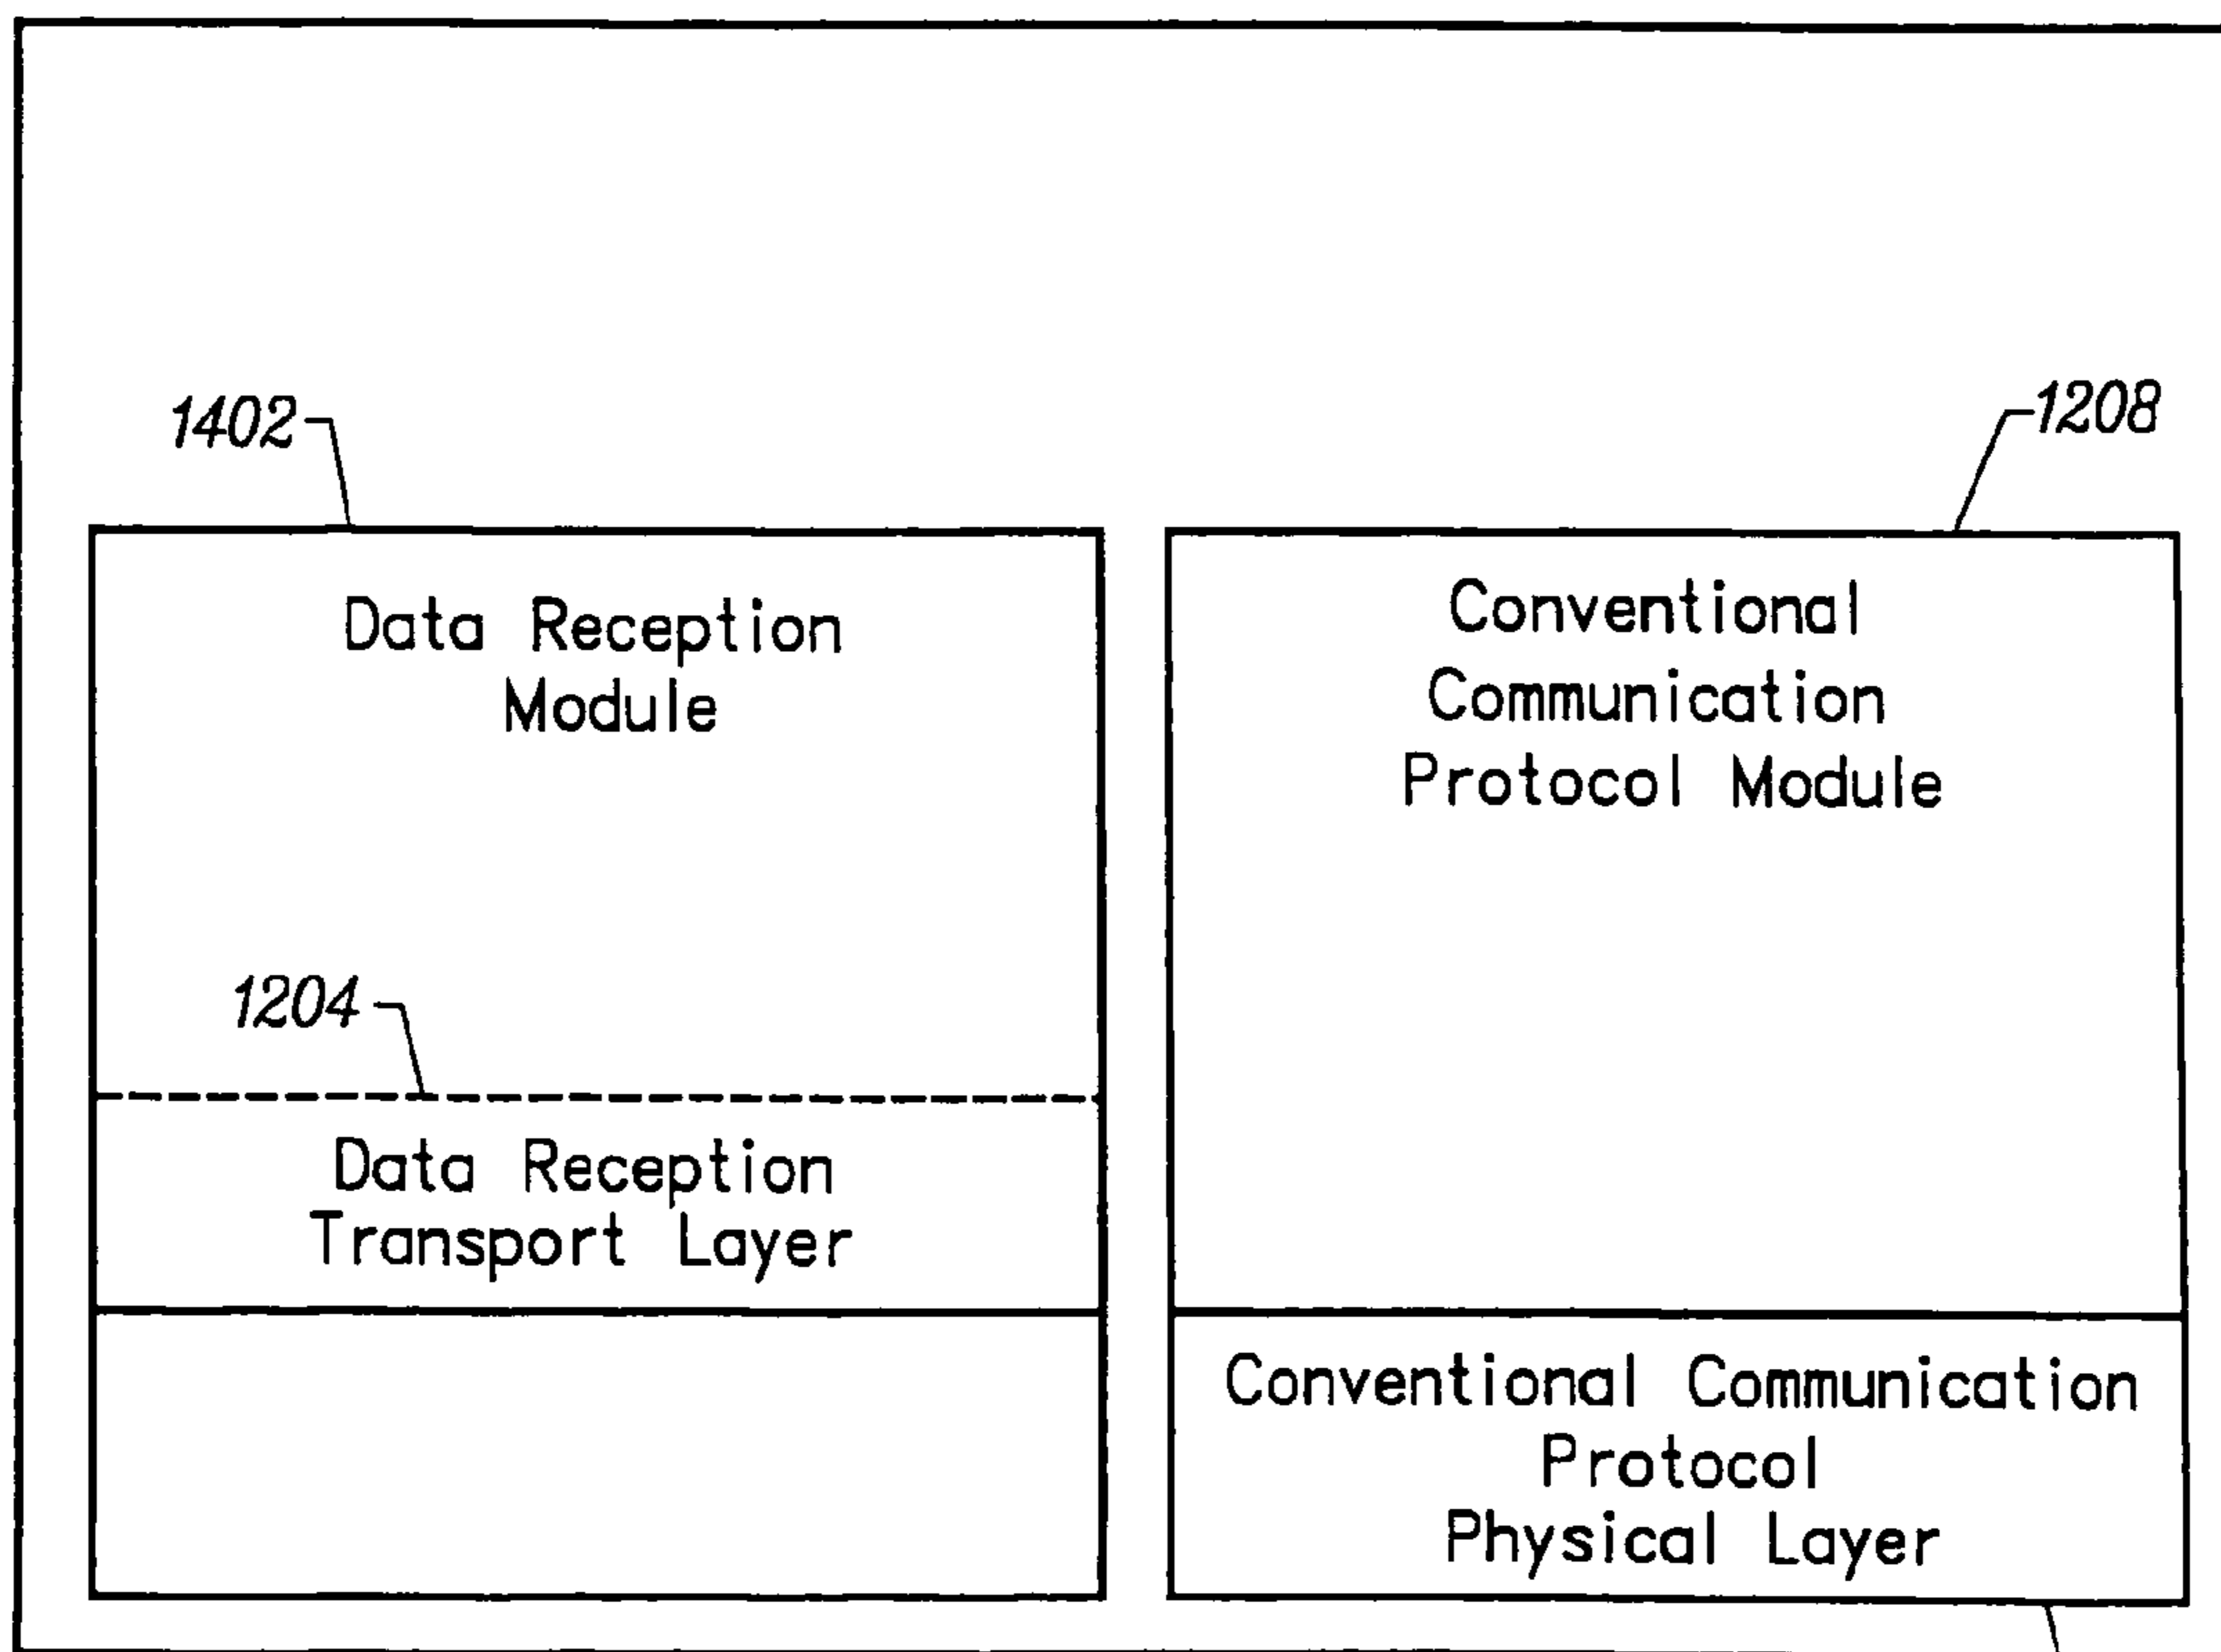 1402
1208
Data Reception
Module
Conventional
Communication
Protocol Module
1204
Data Reception
Transport Layer
Conventional Communication
Protocol
Physical Layer